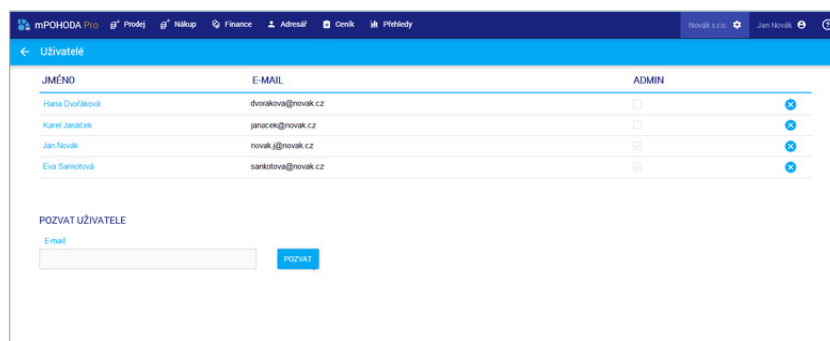 mPOHODA Pro Prodej Nákup Finance Adresář Ceník Přehledy Novák s.r.o. Jan Novák
Uživatelé
JMÉNO E-MAIL ADMIN
Hana Dvořáková dvorakova@novak.cz
Karel Janáček janacek@novak.cz
Jan Novák novak.j@novak.cz
Eva Sankotová sankotova@novak.cz
POZVAT UŽIVATELE
E-mail
POZVAT